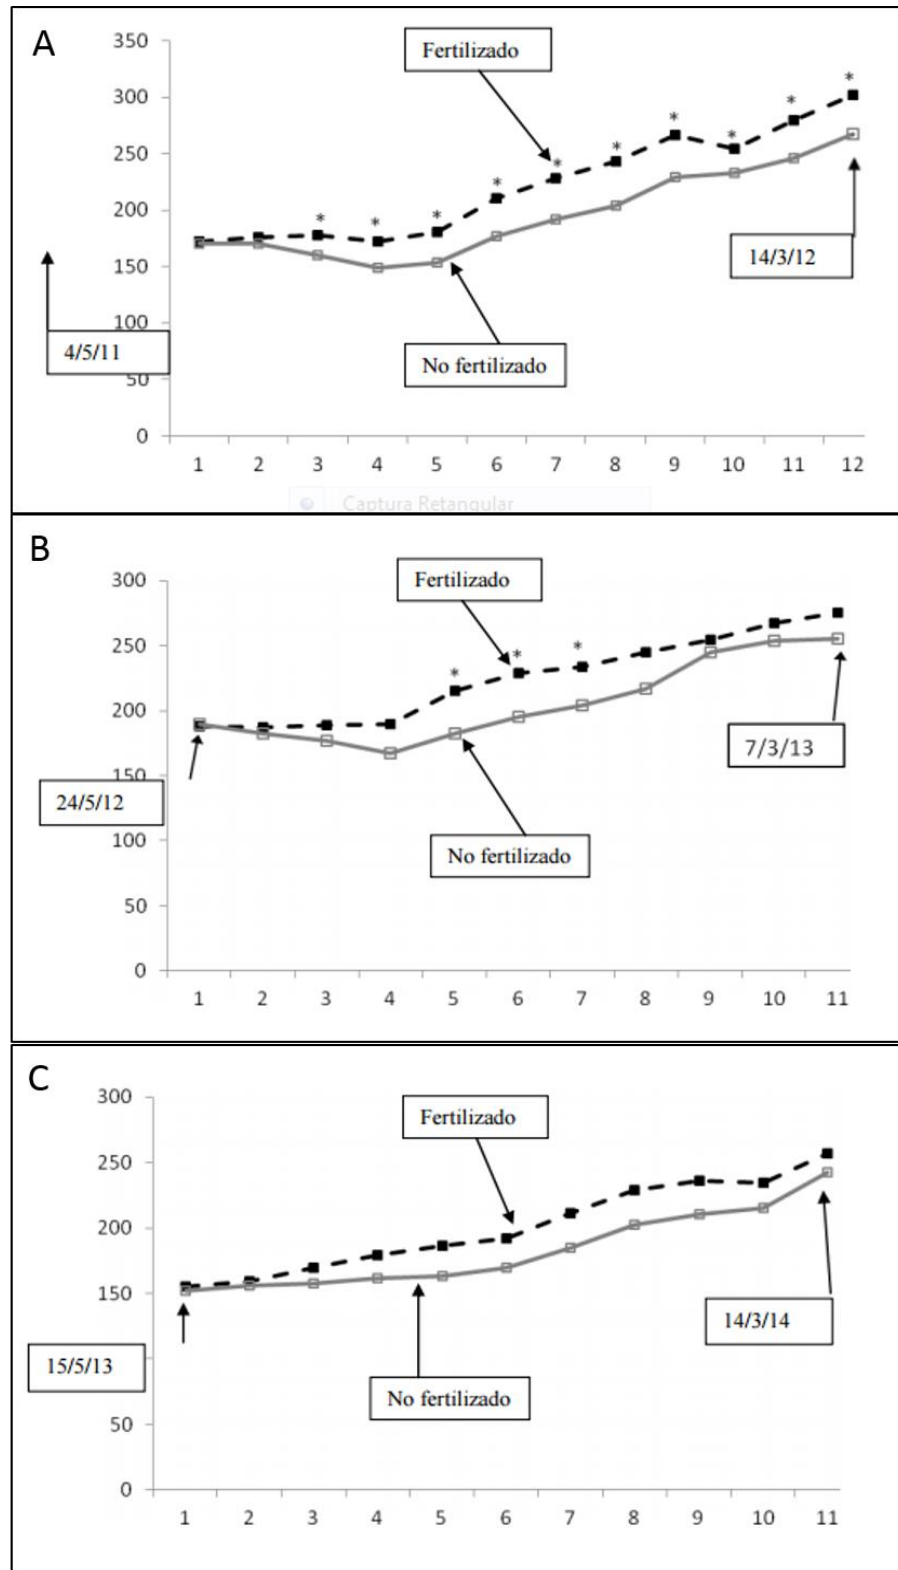 A
350
Fertilizado
300
* * * * * * * * * *
250
200
14/3/12
150
100
4/5/11
No fertilizado
50
0
1 2 3 4 5 6 7 8 9 10 11 12
Captura Retangular
B
300
Fertilizado
250
* * *
200
7/3/13
150
24/5/12
100
No fertilizado
50
0
1 2 3 4 5 6 7 8 9 10 11
C
300
Fertilizado
250
200
150
14/3/14
15/5/13
No fertilizado
50
0
1 2 3 4 5 6 7 8 9 10 11